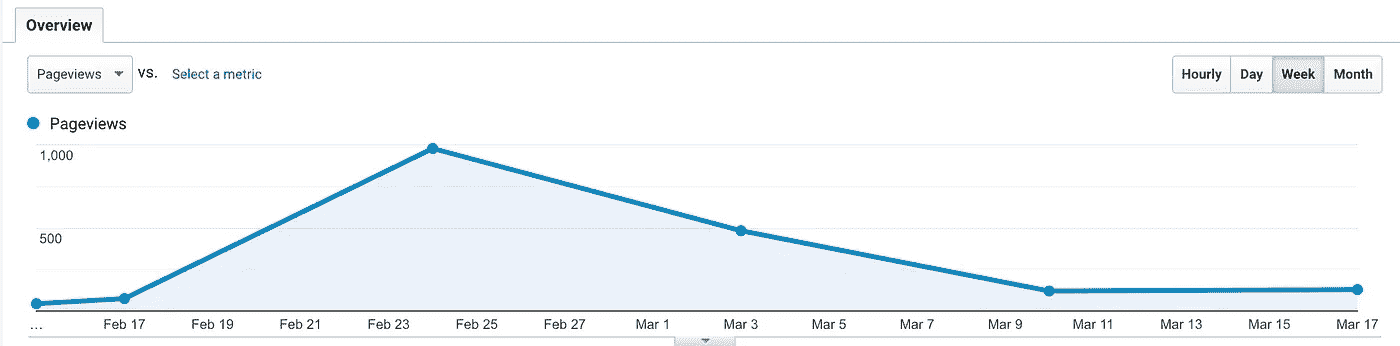 Overview
Pageviews VS. Select a metric
Hourly Day Week Month
Pageviews
1,000
500
... Feb 17 Feb 19 Feb 21 Feb 23 Feb 25 Feb 27 Mar 1 Mar 3 Mar 5 Mar 7 Mar 9 Mar 11 Mar 13 Mar 15 Mar 17